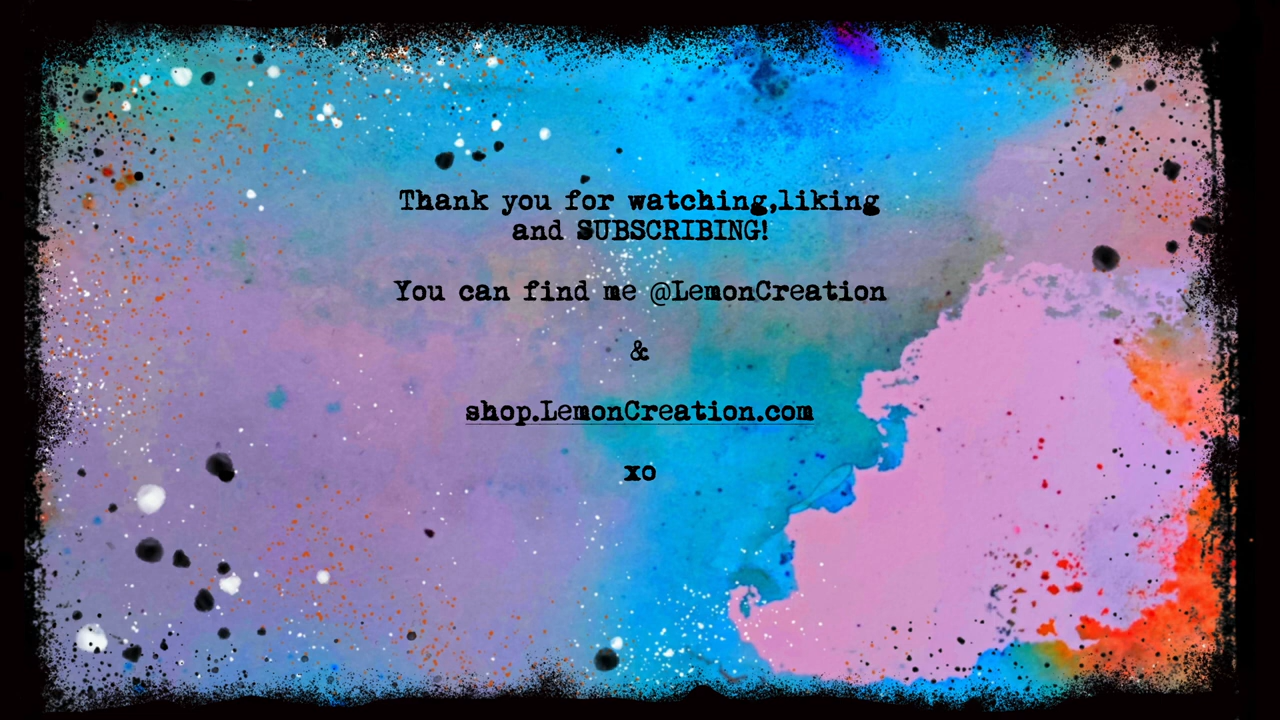 Thank you for watching,liking
and SUBSCRIBING!
You can find me @LemonCreation
&
shop.LemonCreation.com
xo